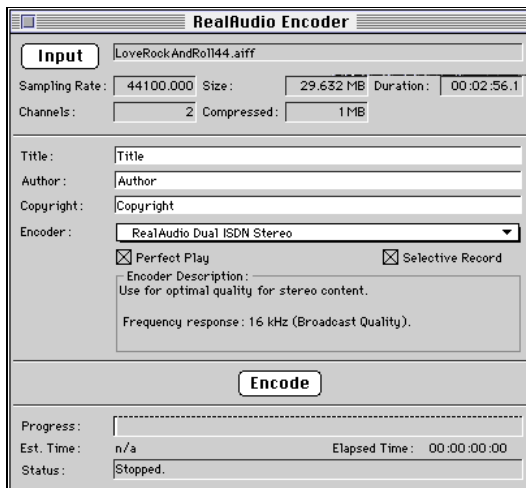 RealAudio Encoder
Input LoveRockAndRoll44.aiff
Sampling Rate: 44100.000 Size: 29.632 MB Duration: 00:02:56.1
Channels: 2 Compressed: 1 MB
Title: Title
Author: Author
Copyright: Copyright
Encoder: RealAudio Dual ISDN Stereo
Perfect Play Selective Record
Encoder Description:
Use for optimal quality for stereo content.
Frequency response: 16 kHz (Broadcast Quality).
Encode
Progress:
Est. Time: n/a Elapsed Time: 00:00:00:00
Status: Stopped.